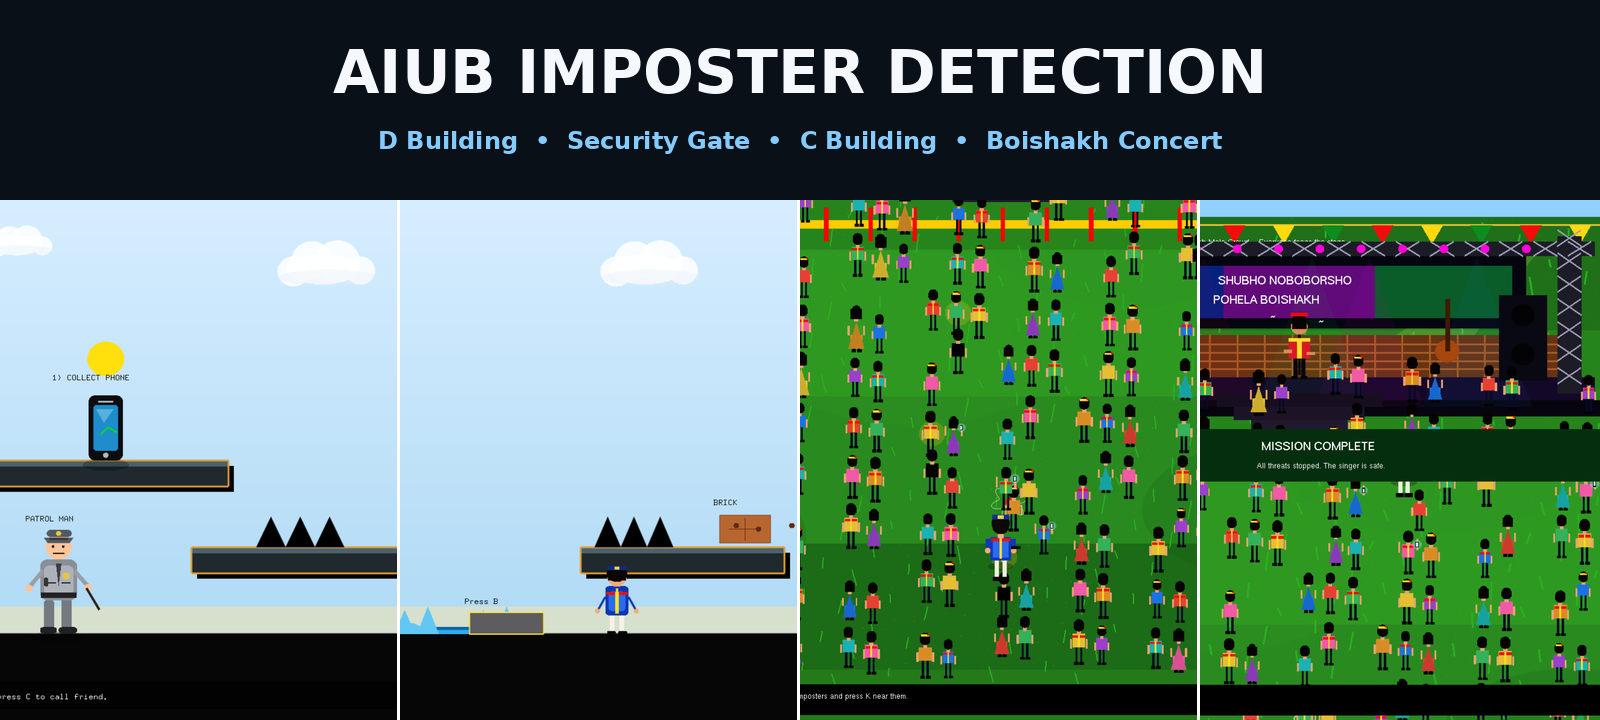 AIUB IMPOSTER DETECTION
D Building • Security Gate • C Building • Boishakh Concert
1) COLLECT PHONE
PATROL MAN
ress C to call friend.
BRICK
Press B
mposters and press K near them.
SHUBHO NOBOBORSHO
POHELA BOISHAKH
MISSION COMPLETE
All threats stopped. The singer is safe.